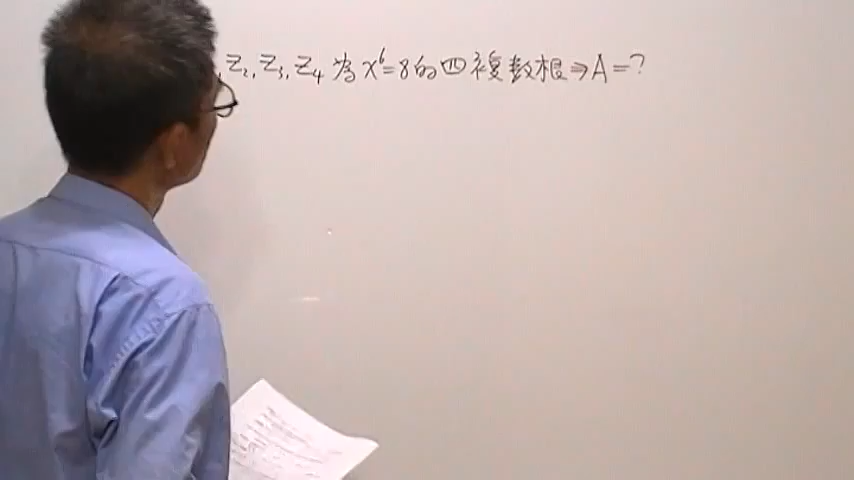 , Z₂, Z₃, Z₄ 為 x⁶=8 的四複數根 ⇒ A=?